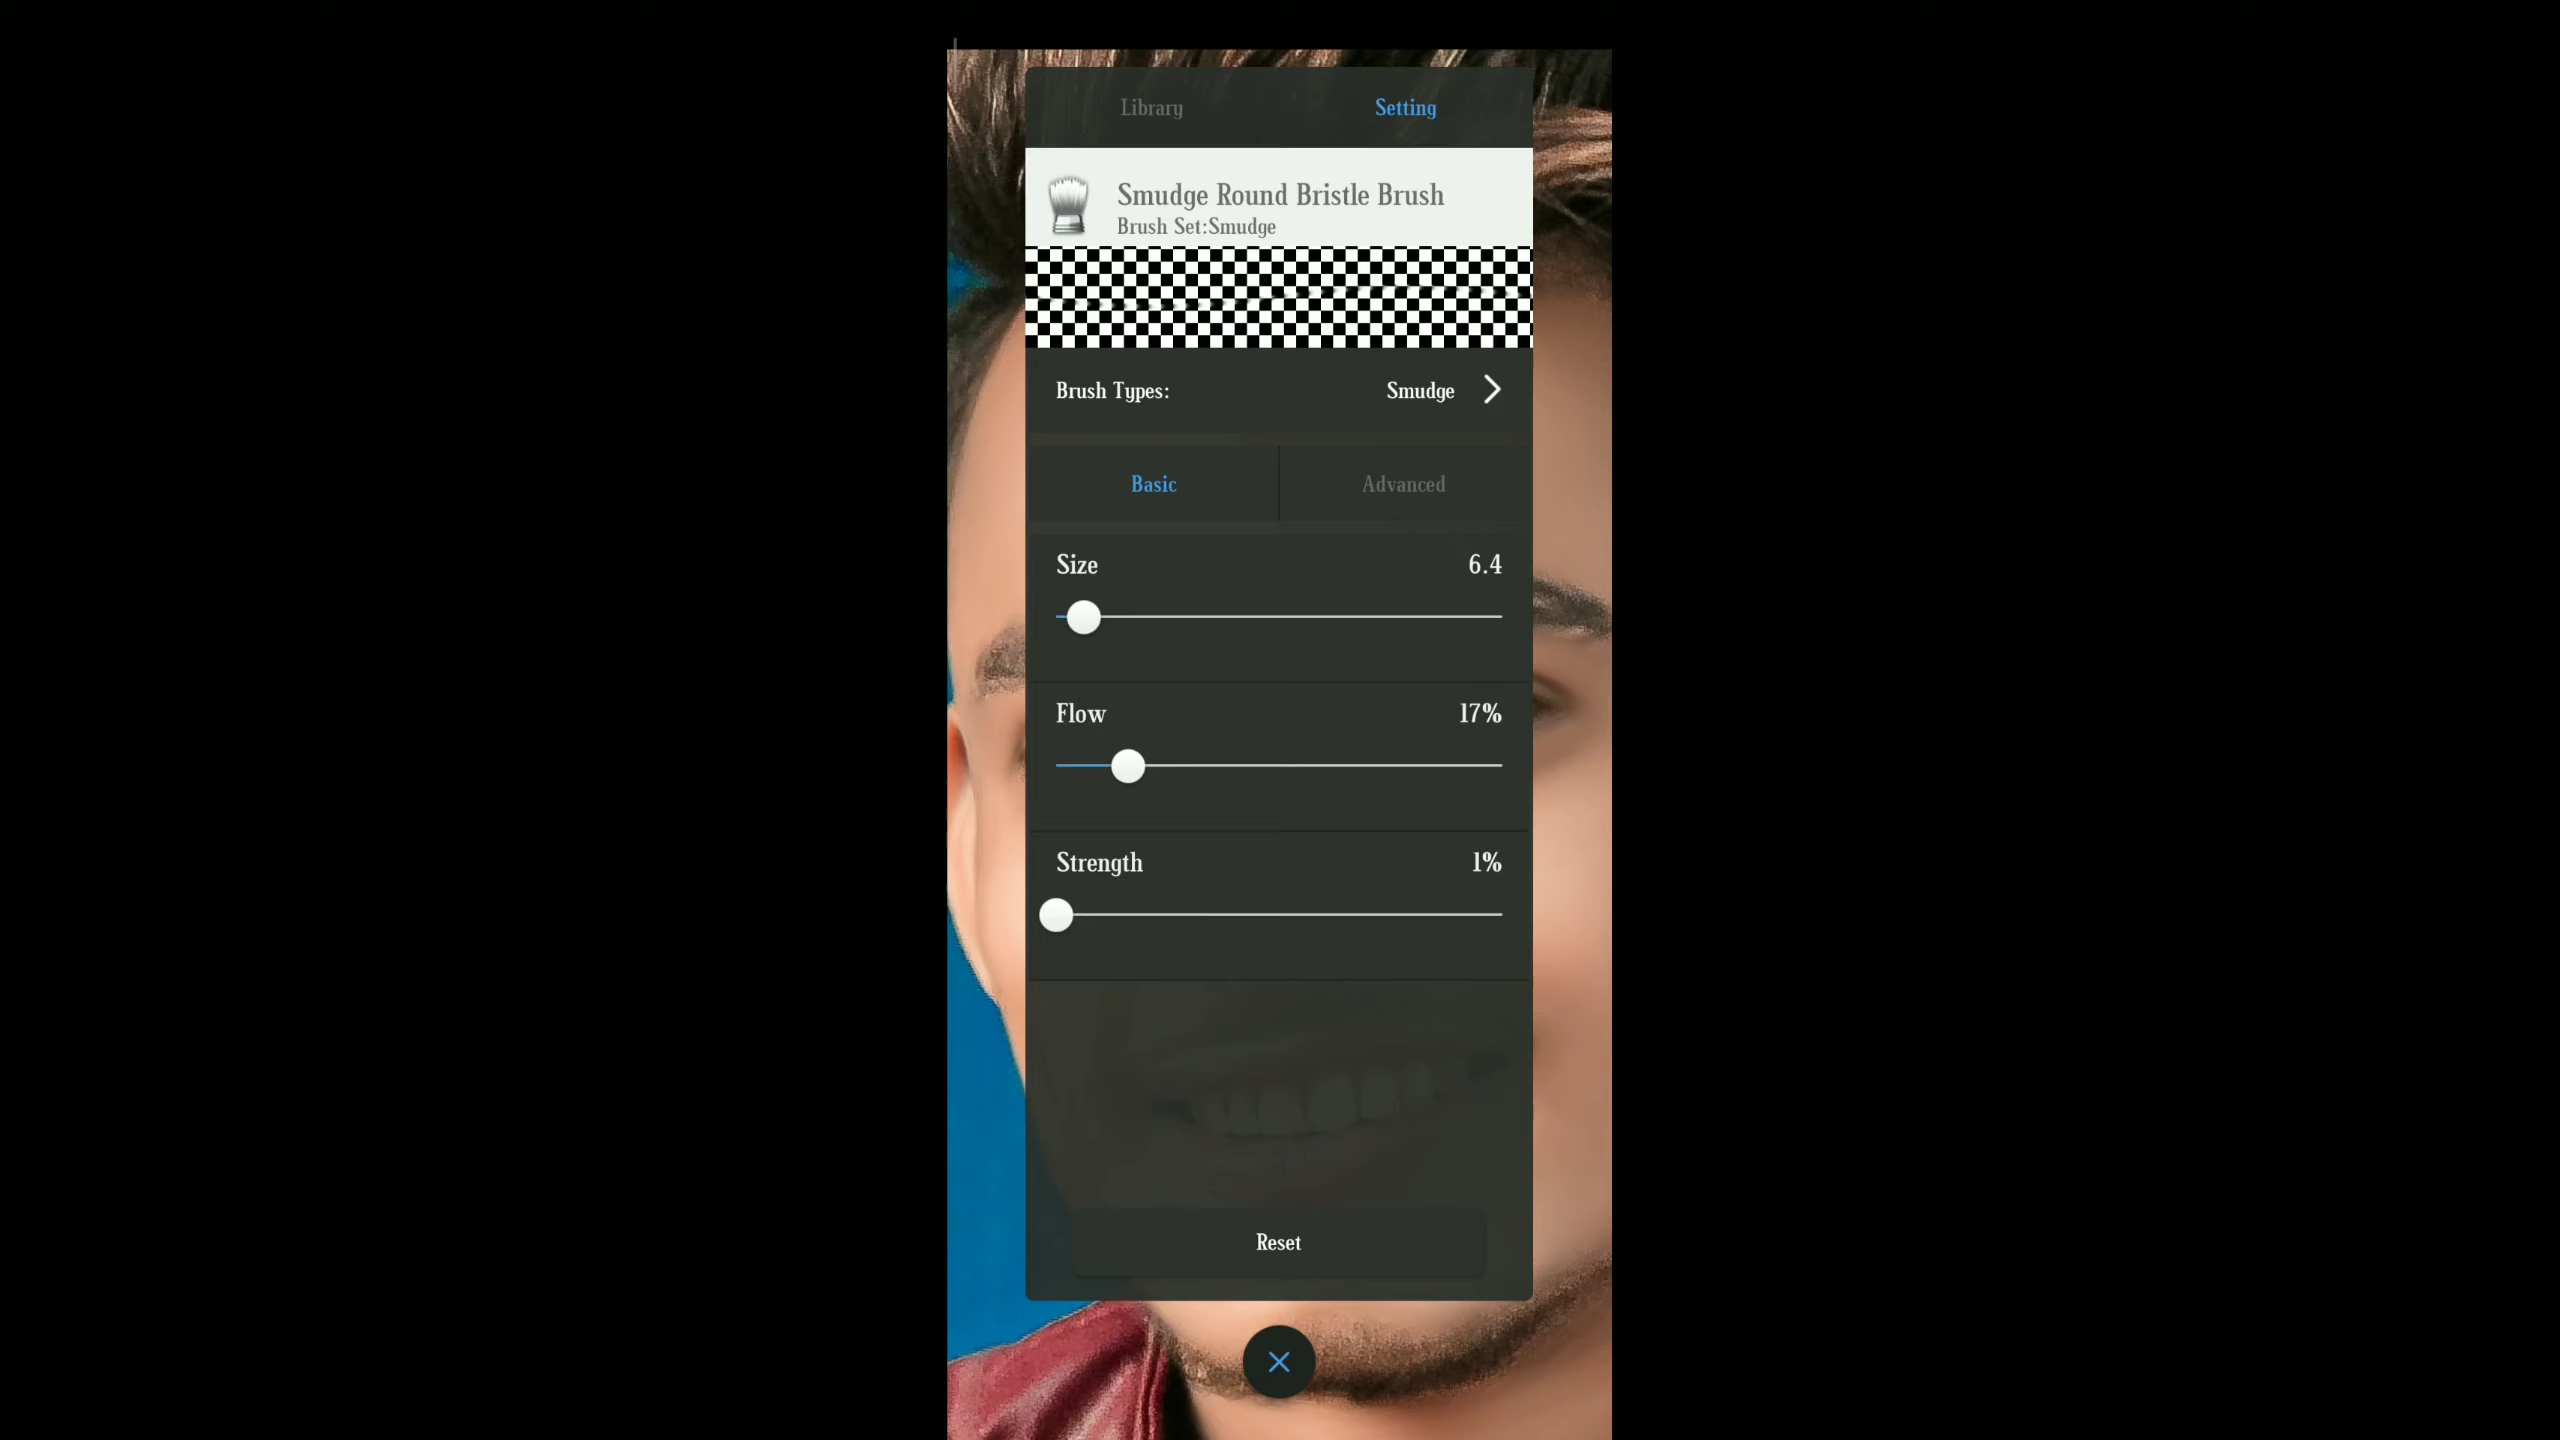 Library
Setting
Smudge Round Bristle Brush
Brush Set:Smudge
Brush Types:
Smudge
Basic
Advanced
Size
6.4
Flow
17%
Strength
1%
Reset